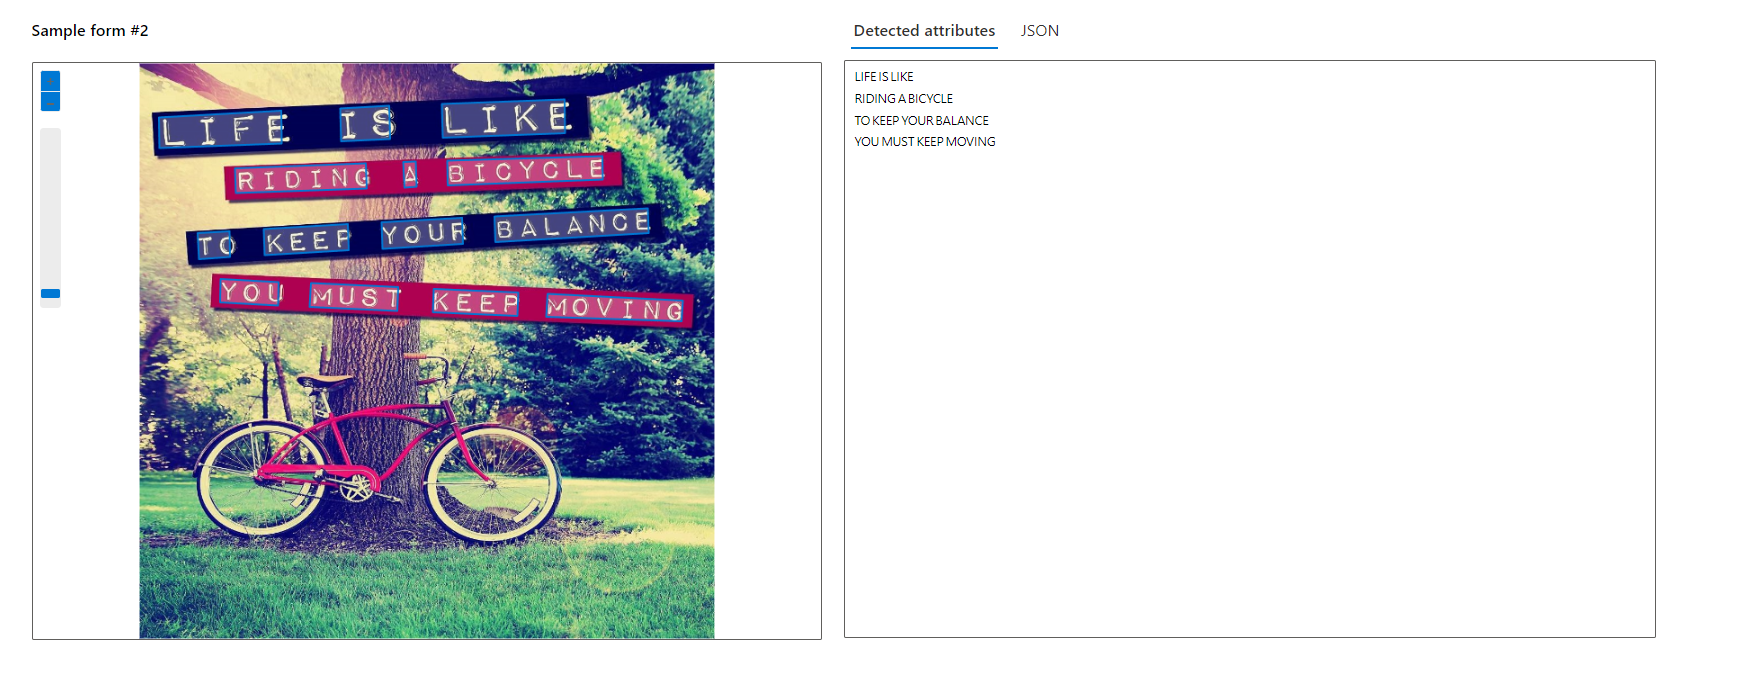 Sample form #2
Detected attributes
JSON
LIFE IS LIKE
RIDING A BICYCLE
TO KEEP YOUR BALANCE
YOU MUST KEEP MOVING
LIFE IS LIKE
RIDING A BICYCLE
TO KEEP YOUR BALANCE
YOU MUST KEEP MOVING